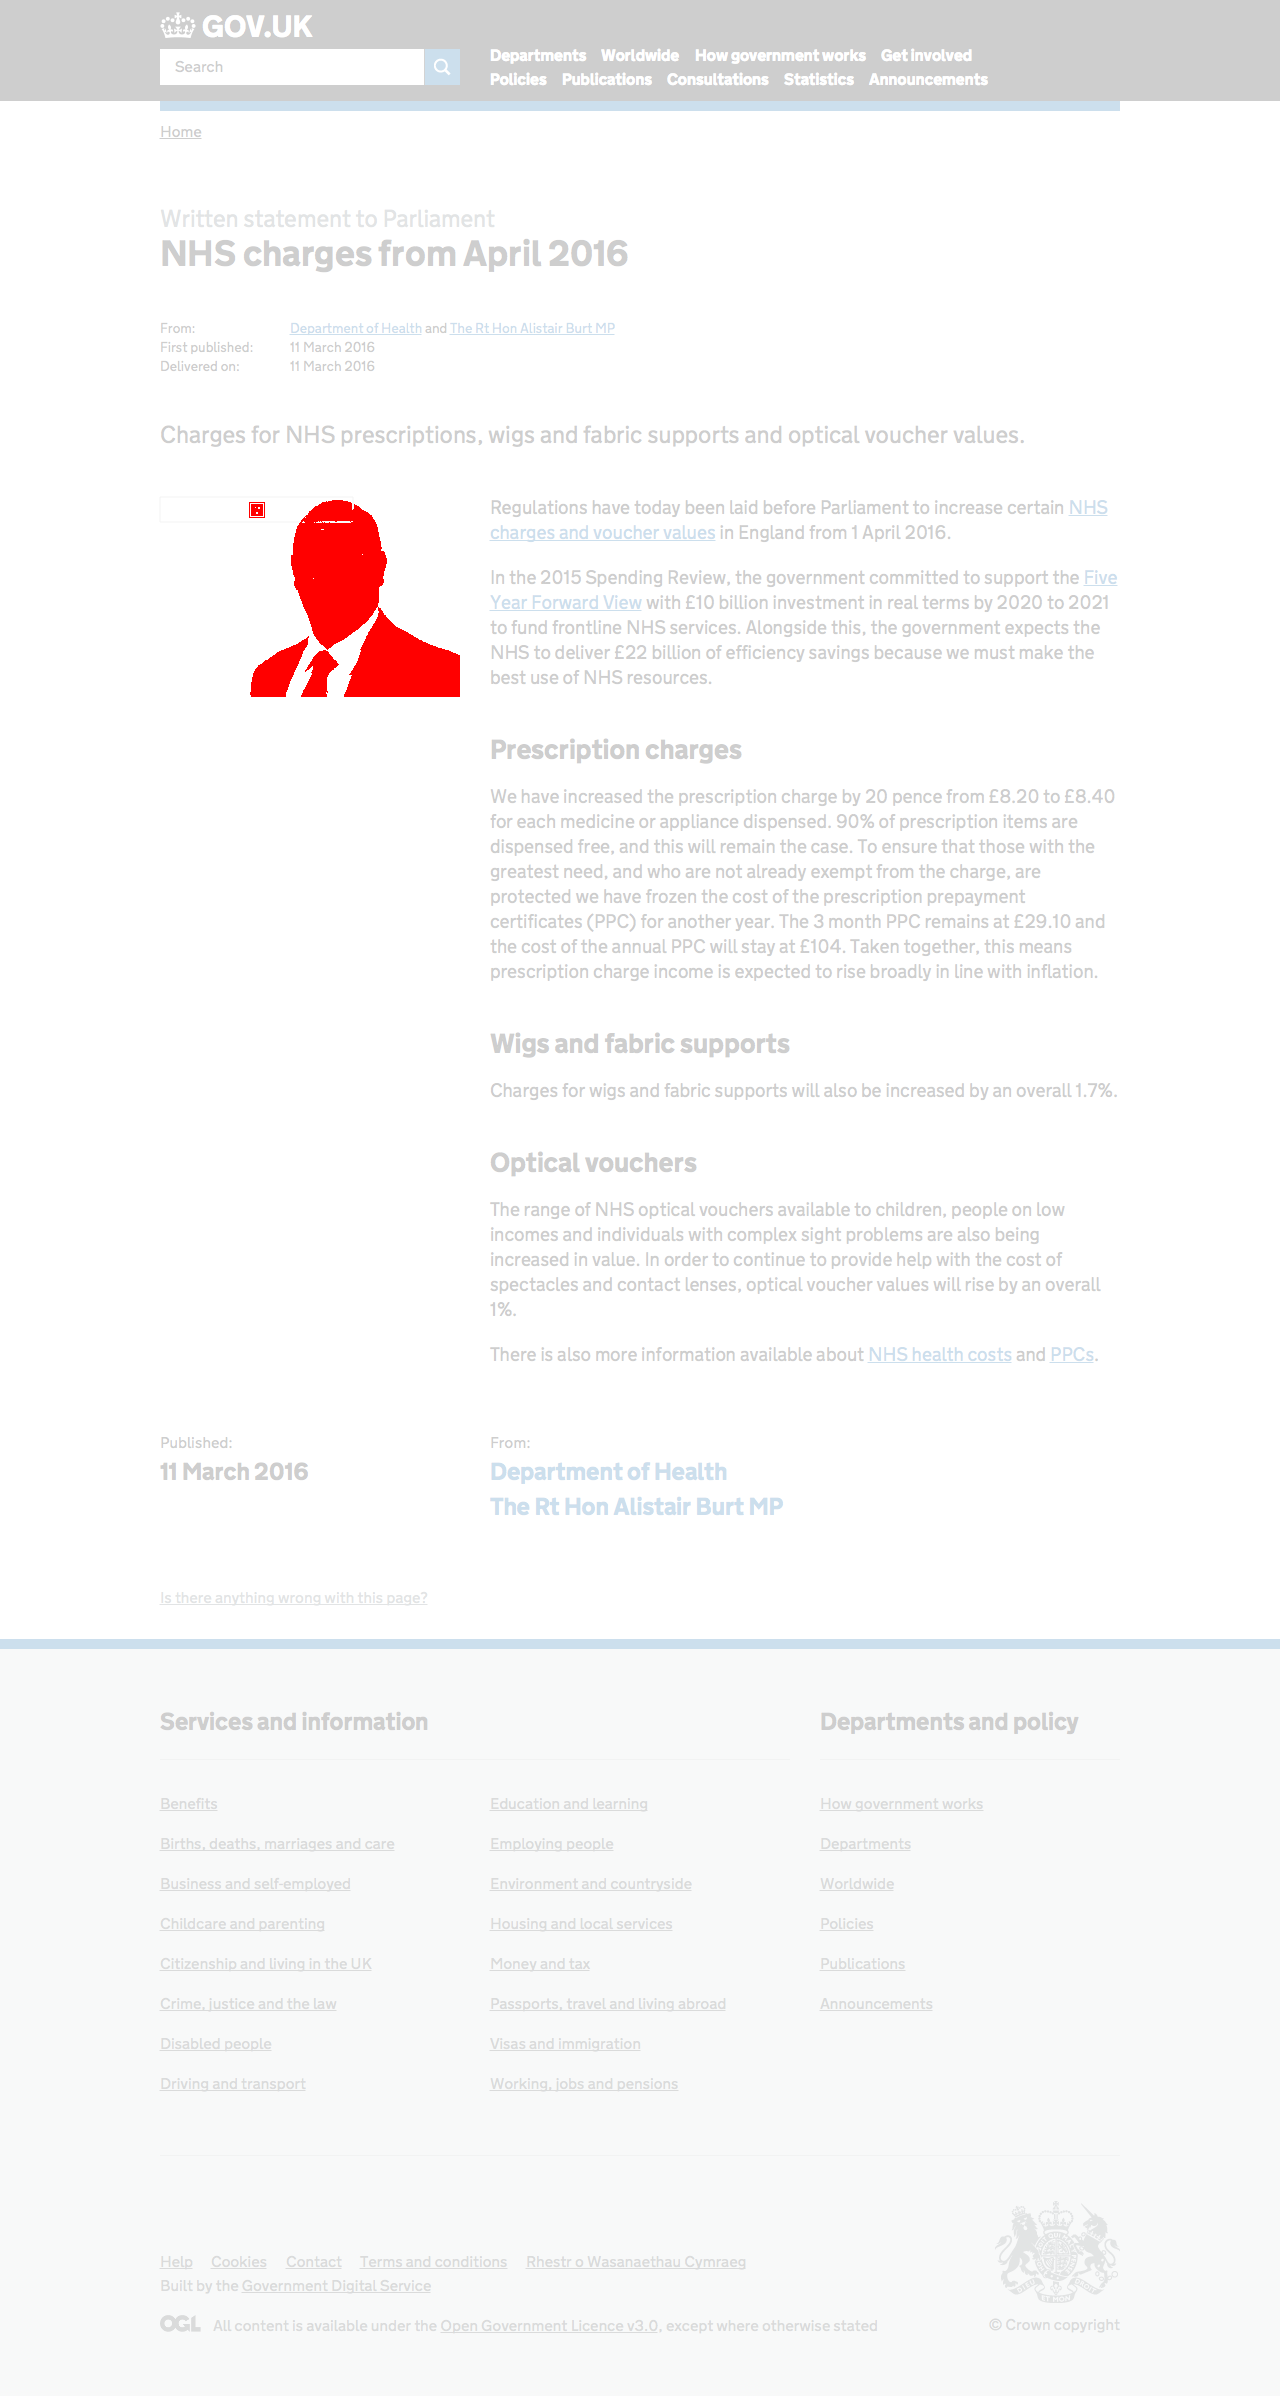 GOV.UK
Search
Departments Worldwide How government works Get involved
Policies Publications Consultations Statistics Announcements
Home
Written statement to Parliament
NHS charges from April 2016
From: Department of Health and The Rt Hon Alistair Burt MP
First published: 11 March 2016
Delivered on: 11 March 2016
Charges for NHS prescriptions, wigs and fabric supports and optical voucher values.
Regulations have today been laid before Parliament to increase certain NHS
charges and voucher values in England from 1 April 2016.
In the 2015 Spending Review, the government committed to support the Five
Year Forward View with £10 billion investment in real terms by 2020 to 2021
to fund frontline NHS services. Alongside this, the government expects the
NHS to deliver £22 billion of efficiency savings because we must make the
best use of NHS resources.
Prescription charges
We have increased the prescription charge by 20 pence from £8.20 to £8.40
for each medicine or appliance dispensed. 90% of prescription items are
dispensed free, and this will remain the case. To ensure that those with the
greatest need, and who are not already exempt from the charge, are
protected we have frozen the cost of the prescription prepayment
certificates (PPC) for another year. The 3 month PPC remains at £29.10 and
the cost of the annual PPC will stay at £104. Taken together, this means
prescription charge income is expected to rise broadly in line with inflation.
Wigs and fabric supports
Charges for wigs and fabric supports will also be increased by an overall 1.7%.
Optical vouchers
The range of NHS optical vouchers available to children, people on low
incomes and individuals with complex sight problems are also being
increased in value. In order to continue to provide help with the cost of
spectacles and contact lenses, optical voucher values will rise by an overall
1%.
There is also more information available about NHS health costs and PPCs.
Published:
11 March 2016
From:
Department of Health
The Rt Hon Alistair Burt MP
Is there anything wrong with this page?
Services and information
Benefits
Births, deaths, marriages and care
Business and self-employed
Childcare and parenting
Citizenship and living in the UK
Crime, justice and the law
Disabled people
Driving and transport
Education and learning
Employing people
Environment and countryside
Housing and local services
Money and tax
Passports, travel and living abroad
Visas and immigration
Working, jobs and pensions
Departments and policy
How government works
Departments
Worldwide
Policies
Publications
Announcements
Help Cookies Contact Terms and conditions Rhestr o Wasanaethau Cymraeg
Built by the Government Digital Service
OGL All content is available under the Open Government Licence v3.0, except where otherwise stated
© Crown copyright